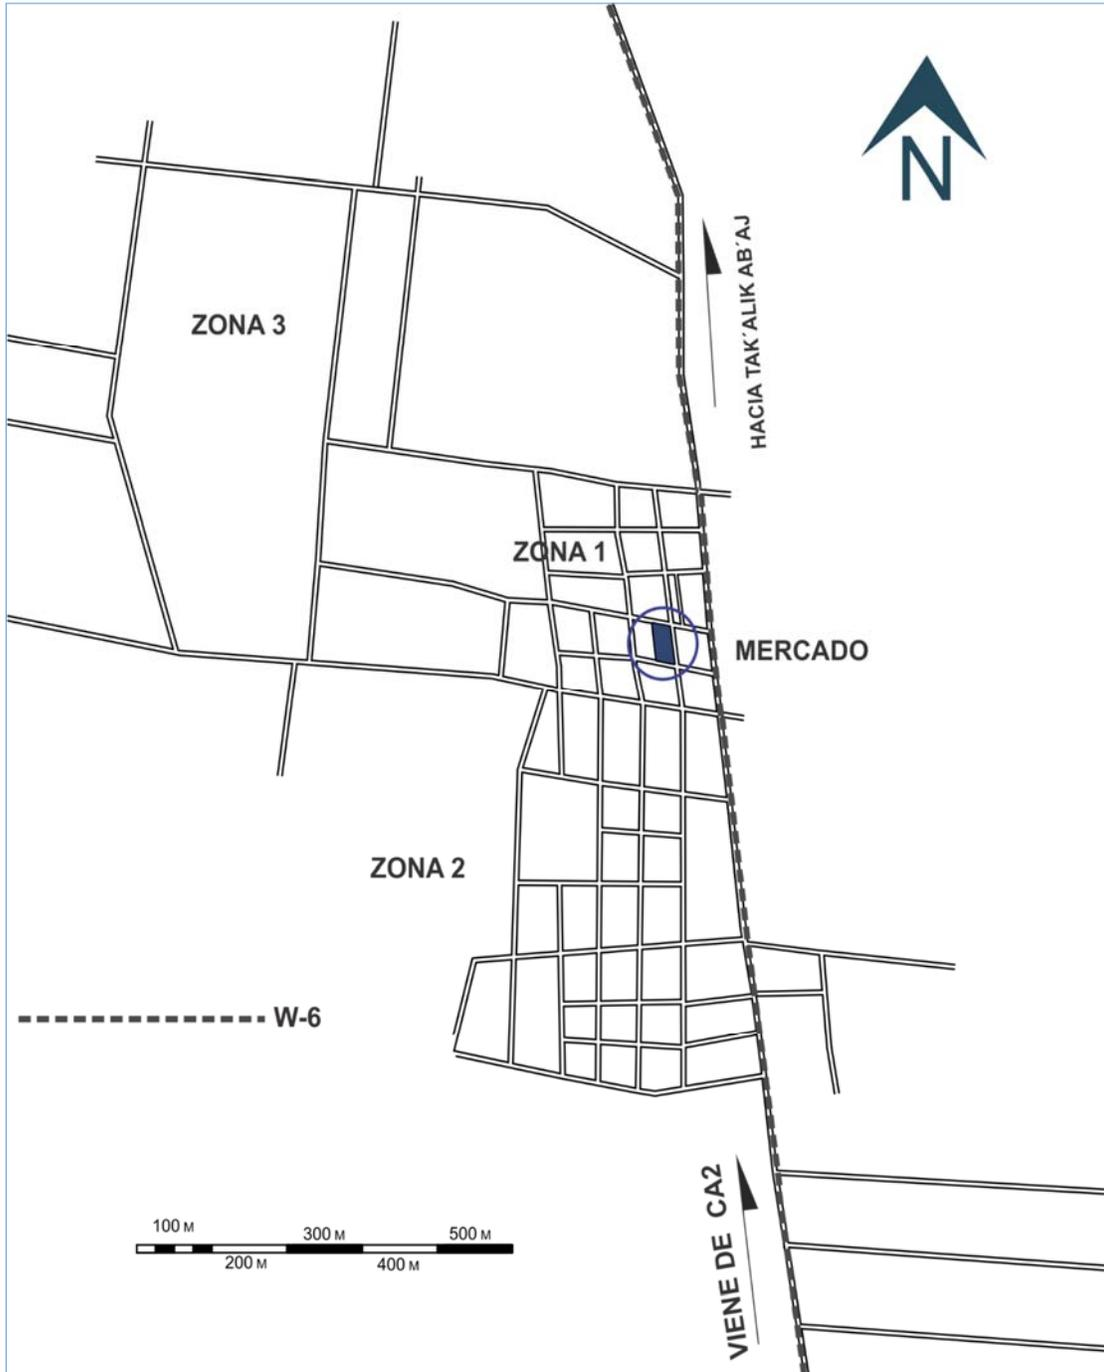 N
HACIA TAK´ALIK AB´AJ
ZONA 3
ZONA 1
MERCADO
ZONA 2
W-6
VIENE DE CA2
100 M
300 M
500 M
200 M
400 M